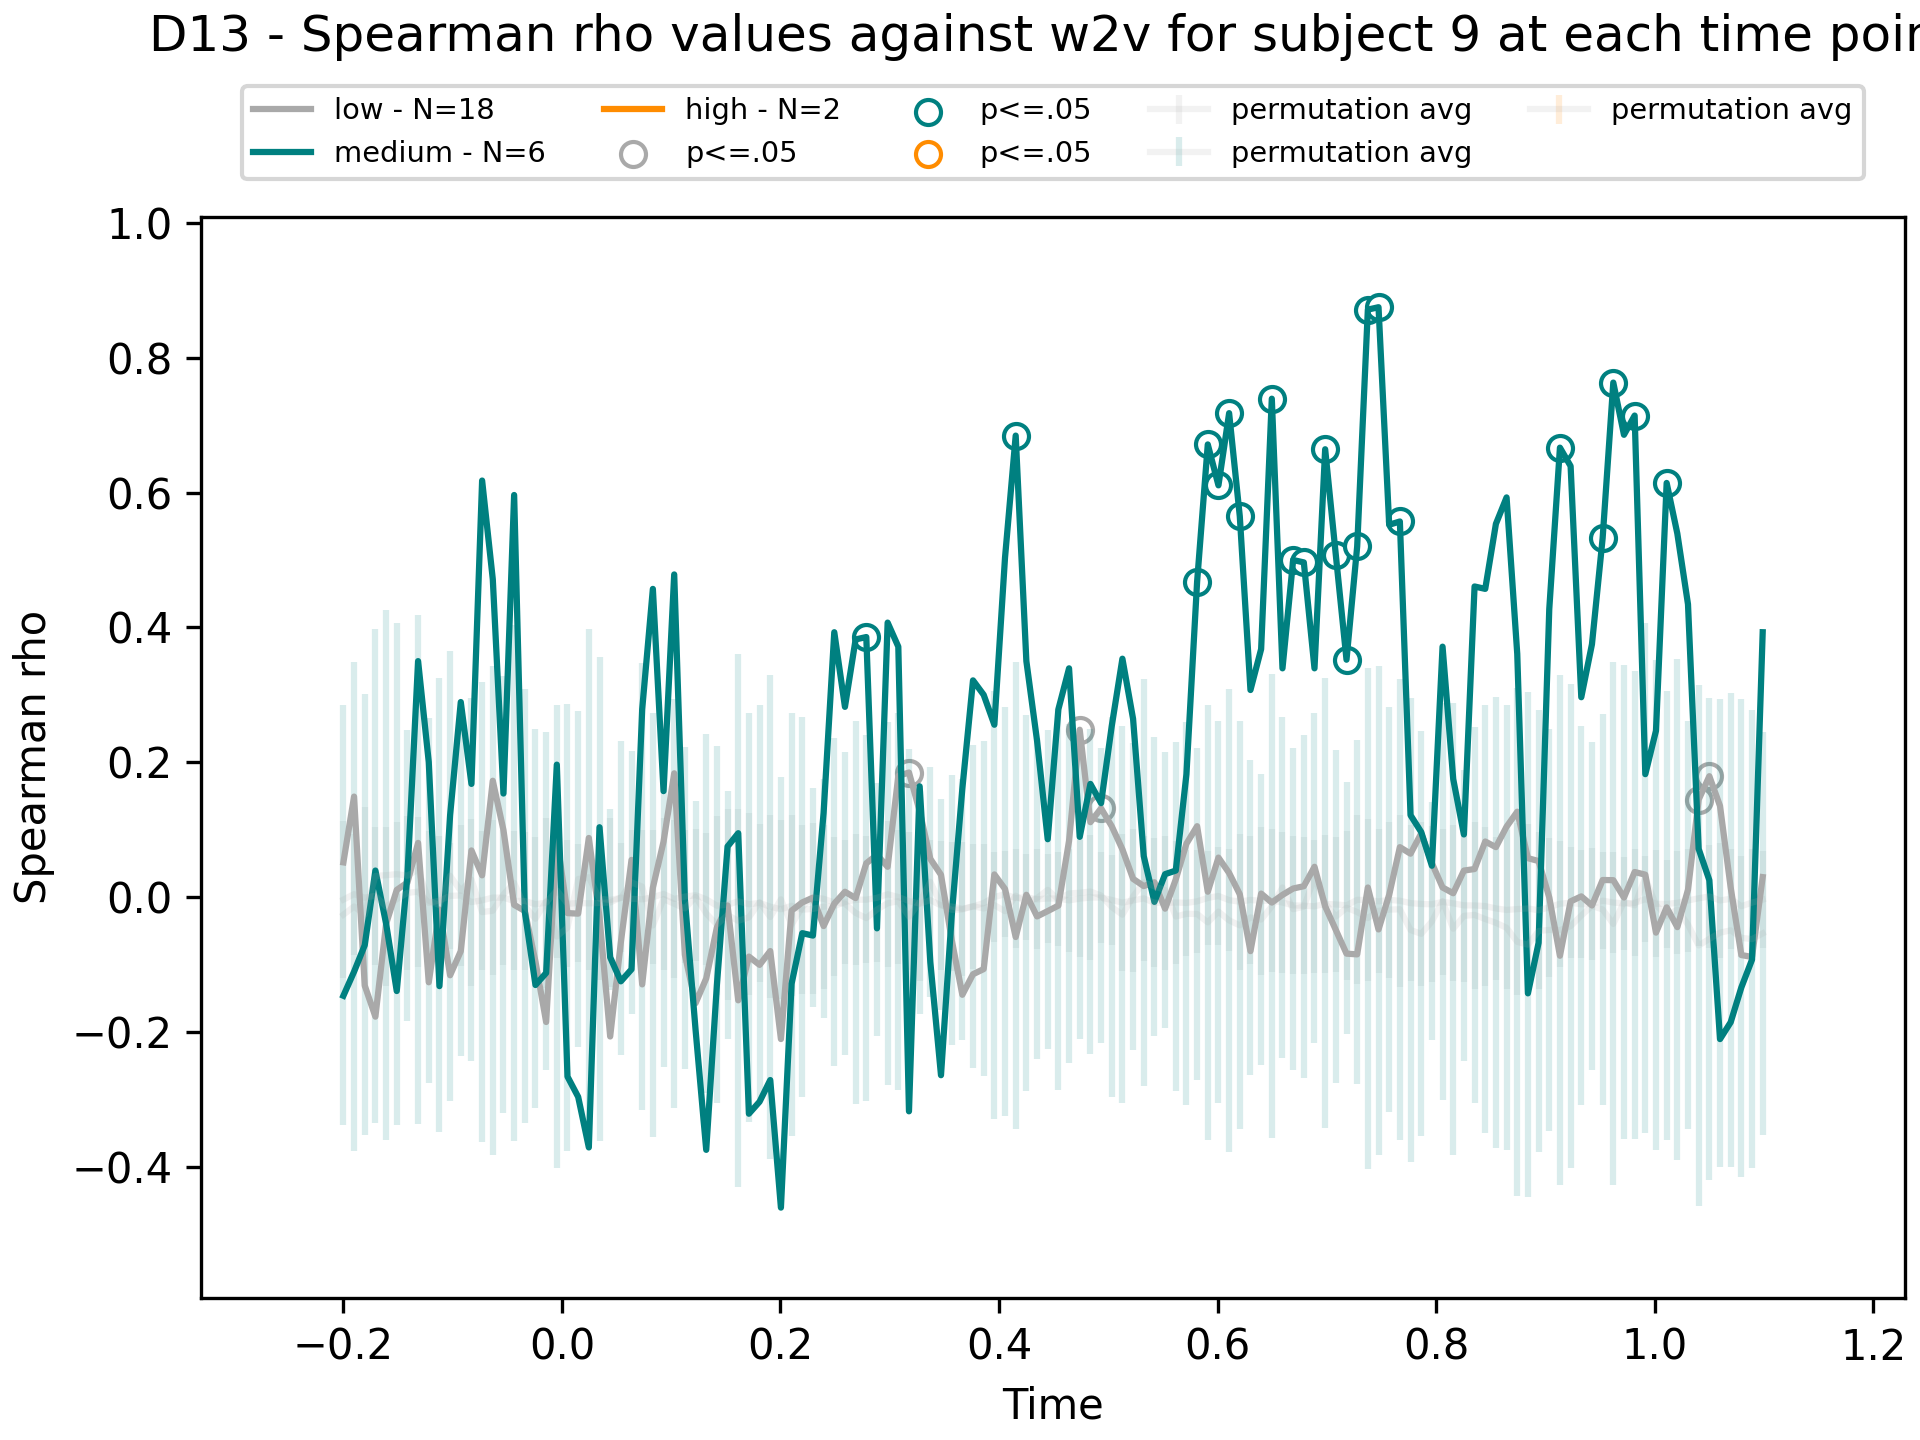 D13 - Spearman rho values against w2v for subject 9 at each time poin
low - N=18
medium - N=6
high - N=2
p<=.05
p<=.05
p<=.05
permutation avg
permutation avg
permutation avg
Spearman rho
1.0
0.8
0.6
0.4
0.2
0.0
−0.2
−0.4
−0.2 0.0 0.2 0.4 0.6 0.8 1.0 1.2
Time